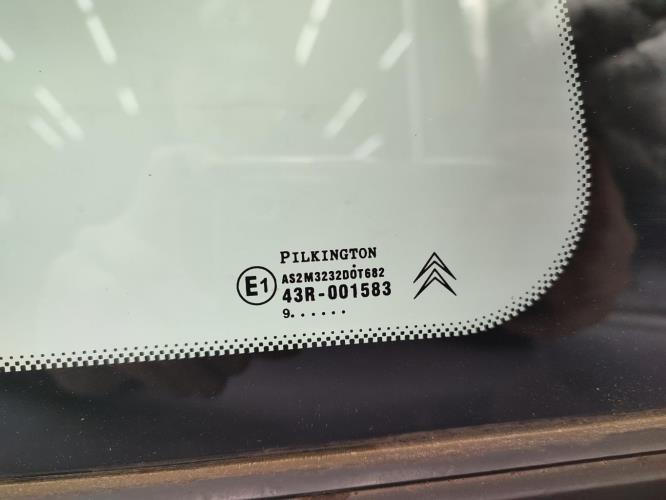 PILKINGTON
E1
AS2M3232DOT682
43R-001583
9......